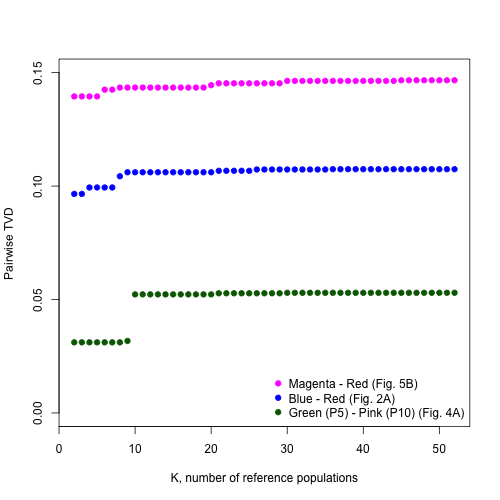 0.15
0.10
0.05
0.00
Pairwise TVD
Magenta - Red (Fig. 5B)
Blue - Red (Fig. 2A)
Green (P5) - Pink (P10) (Fig. 4A)
0 10 20 30 40 50
K, number of reference populations